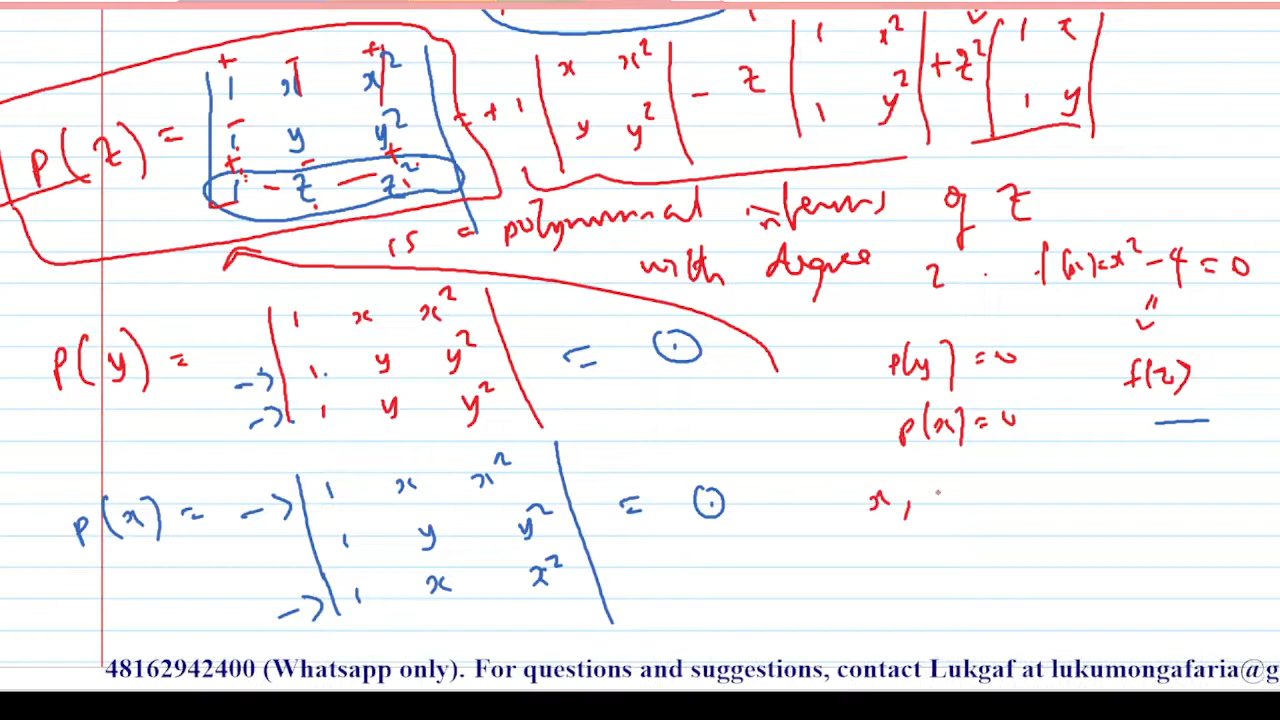 P(z) = | 1 x x² | = +1 | x x² | - z | 1 x² | + z² | 1 x |
| 1 y y² | | y y² | | 1 y² | | 1 y |
| 1 - z - z² |
is = polynomial in terms of z
with degree 2. f(x)=x²-4=0
P(y) = | 1 x x² | = 0
| 1 y y² |
| 1 y y² |
p(y)=0 f(2)
p(x)=0
p(x) = | 1 x x² | = 0
| 1 y y² |
| 1 x x² |
x,
48162942400 (Whatsapp only). For questions and suggestions, contact Lukgaf at lukumongafaria@g